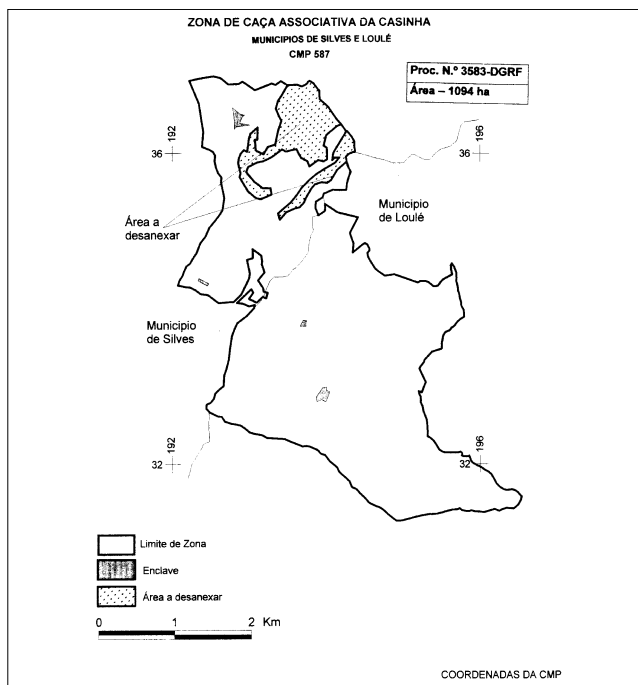 ZONA DE CAÇA ASSOCIATIVA DA CASINHA
MUNICIPIOS DE SILVES E LOULÉ
CMP 587
Proc. N.º 3583-DGRF
Área – 1094 ha
192
36
196
36
Área a
desanexar
Municipio
de Loulé
Municipio
de Silves
192
32
196
32
Limite de Zona
Enclave
Área a desanexar
0 1 2 Km
COORDENADAS DA CMP